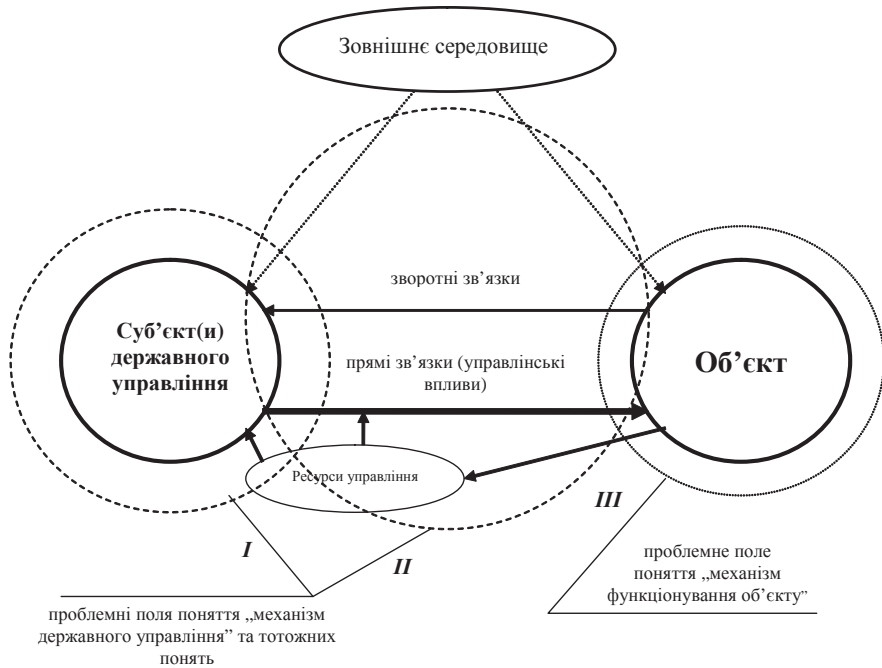 Зовнішнє середовище
зворотні зв’язки
Суб’єкт(и)
державного
управління
прямі зв’язки (управлінські
впливи)
Об’єкт
Ресурси управління
I
II
III
проблемне поле
поняття „механізм
функціонування об’єкту”
проблемні поля поняття „механізм
державного управління” та тотожних
понять